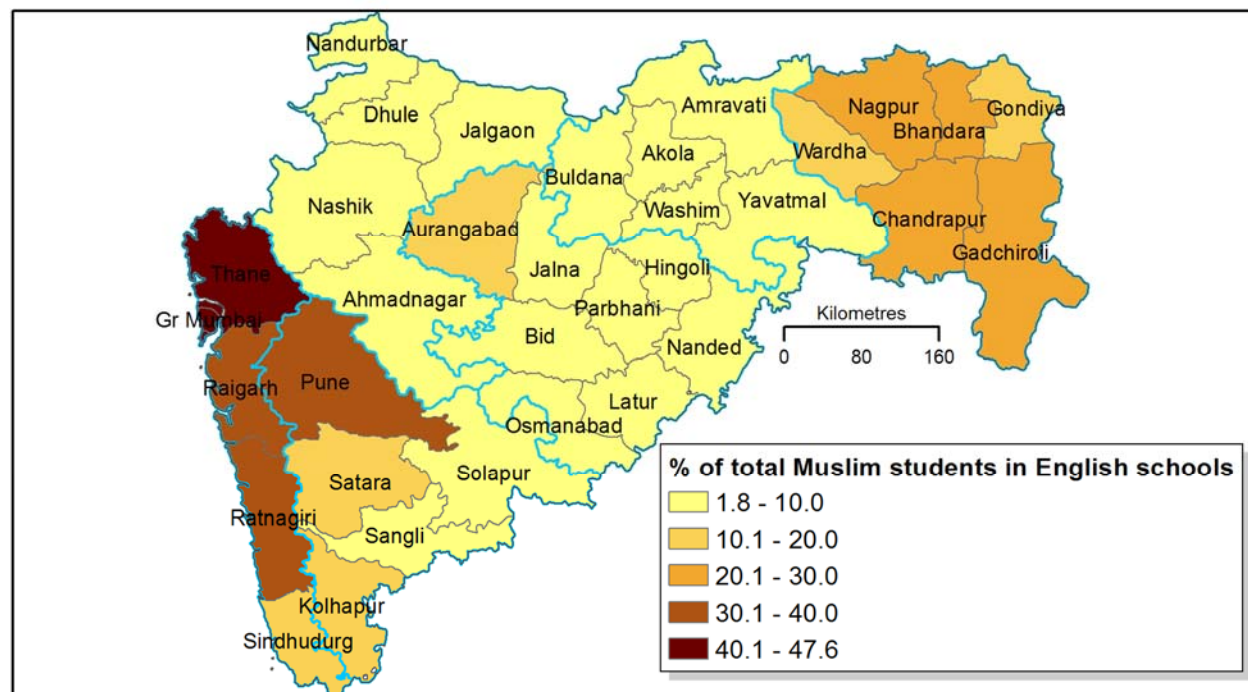 Nandurbar
Dhule
Jalgaon
Amravati
Nagpur
Bhandara
Gondiya
Akola
Wardha
Buldana
Nashik
Washim
Yavatmal
Aurangabad
Chandrapur
Gadchiroli
Thane
Jalna
Hingoli
Ahmadnagar
Parbhani
Gr Mumbai
Kilometres
0 80 160
Bid
Nanded
Pune
Raigarh
Latur
Osmanabad
Solapur
Satara
Ratnagiri
Sangli
Kolhapur
Sindhudurg
% of total Muslim students in English schools
1.8 - 10.0
10.1 - 20.0
20.1 - 30.0
30.1 - 40.0
40.1 - 47.6